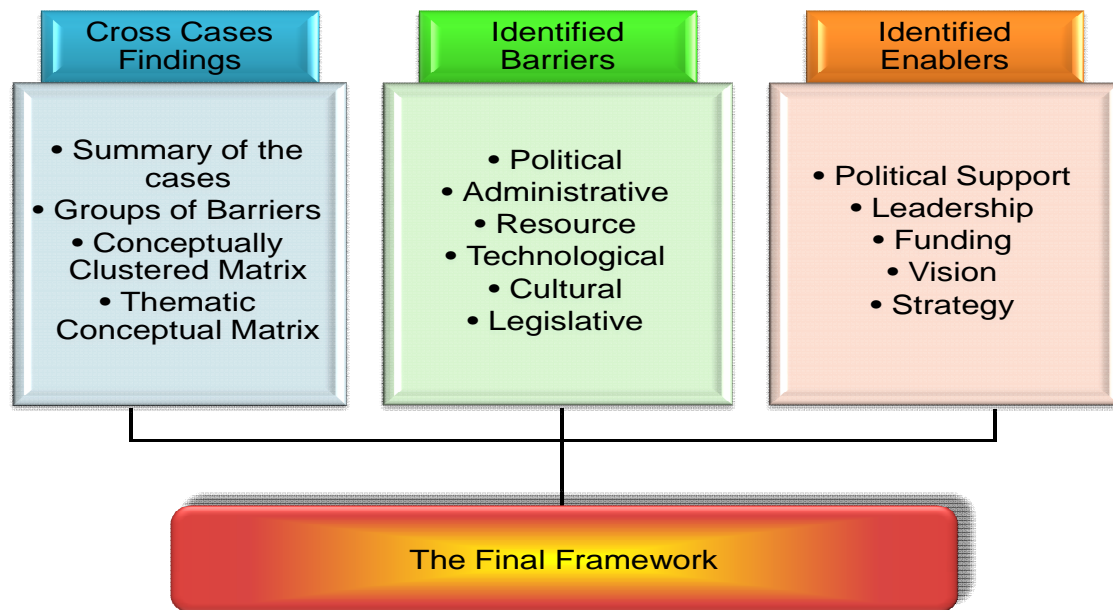 Cross Cases
Findings
• Summary of the
cases
• Groups of Barriers
• Conceptually
Clustered Matrix
• Thematic
Conceptual Matrix
Identified
Barriers
• Political
• Administrative
• Resource
• Technological
• Cultural
• Legislative
Identified
Enablers
• Political Support
• Leadership
• Funding
• Vision
• Strategy
The Final Framework